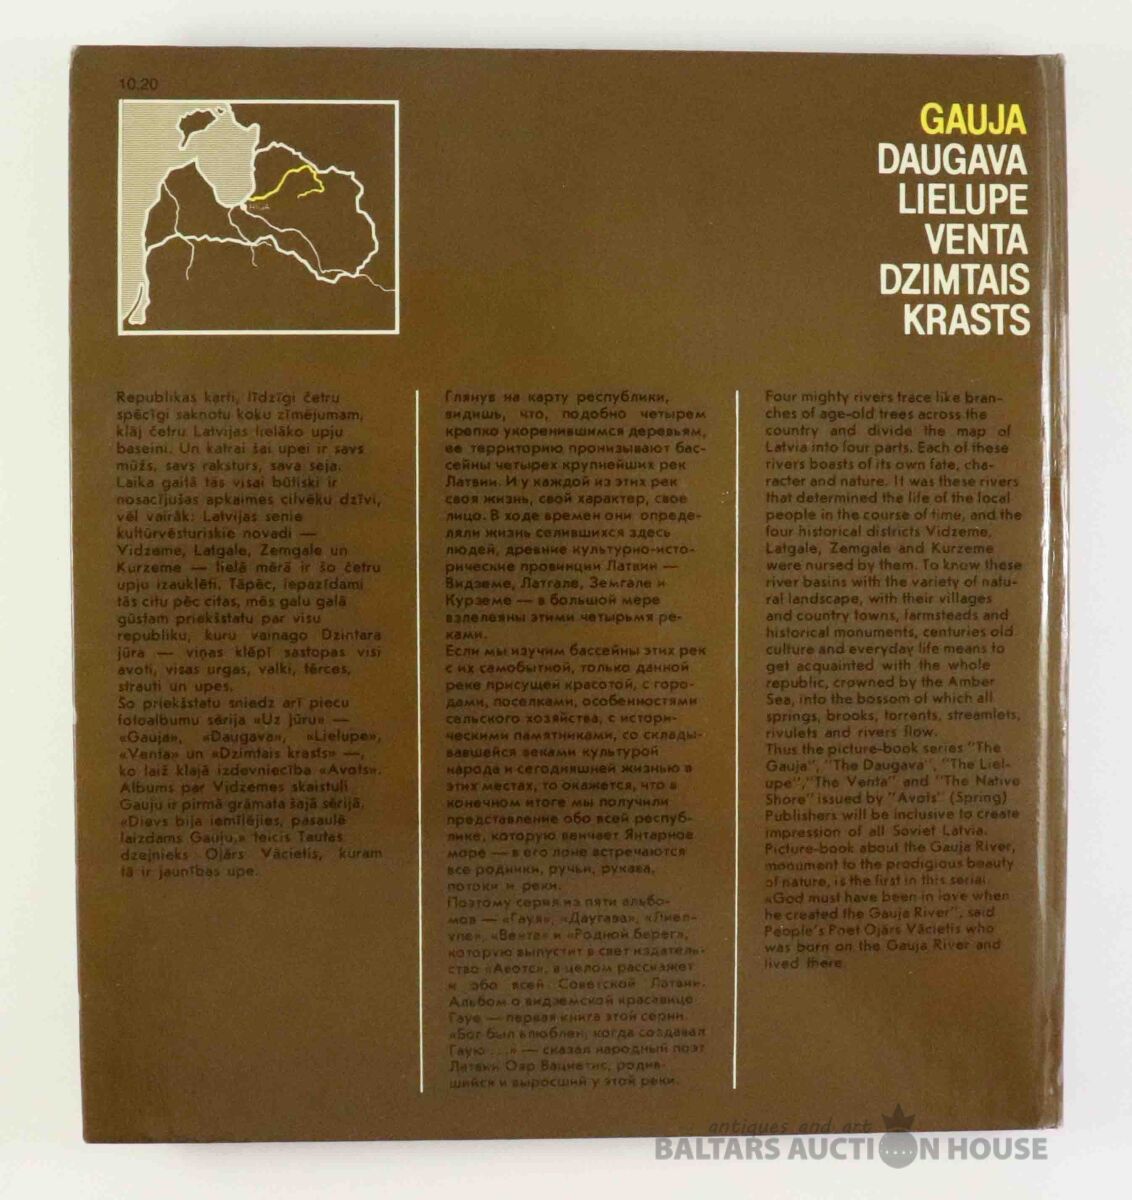 10.20
GAUJA
DAUGAVA
LIELUPE
VENTA
DZIMTAIS
KRASTS
Republikas karti, līdzīgi četru
spēcīgi sakņotu koku zīmējumam,
klāj četru Latvijas lielāko upju
baseini. Un katrai šai upei ir savs
mūžs, savs raksturs, sava seja.
Laika gaitā tās visai būtiski ir
nosacījušas apkaimes cilvēku dzīvi,
vēl vairāk: Latvijas senie
kultūrvēsturiskie novadi —
Vidzeme, Latgale, Zemgale un
Kurzeme — lielā mērā ir šo četru
upju izauklēti. Tāpēc, iepazīdami
tās citu pēc citas, mēs galu galā
gūstam priekšstatu par visu
republiku, kuru vainago Dzintara
jūra — viņas klēpī sastopas visi
avoti, visas urgas, valki, tērces,
strauti un upes.
Šo priekšstatu sniedz arī piecu
fotoalbumu sērija «Uz jūru» —
«Gauja», «Daugava», «Lielupe»,
«Venta» un «Dzimtais krasts» —,
ko laiž klajā izdevniecība «Avots».
Albums par Vidzemes skaistuli
Gauju ir pirmā grāmata šajā sērijā.
«Dievs bija iemīlējies, pasaulē
laizdams Gauju,» teicis Tautas
dzejnieks Ojārs Vācietis, kuram
tā ir jaunības upe.
Глянув на карту республики,
видишь, что, подобно четырем
крепко укоренившимся деревьям,
ее территорию пронизывают бас-
сейны четырех крупнейших рек
Латвии. И у каждой из этих рек
своя жизнь, свой характер, свое
лицо. В ходе времен они опреде-
ляли жизнь селившихся здесь
людей, древние культурно-исто-
рические провинции Латвии —
Видземе, Латгале, Земгале и
Курземе — в большой мере
взлелеяны этими четырьмя ре-
ками.
Если мы изучим бассейны этих рек
с их самобытной, только данной
реке присущей красотой, с горо-
дами, поселками, особенностями
сельского хозяйства, с истори-
ческими памятниками, со склады-
вавшейся веками культурой
народа и сегодняшней жизнью в
этих местах, то окажется, что в
конечном итоге мы получили
представление обо всей респуб-
лике, которую венчает Янтарное
море — в его лоне встречаются
все родники, ручьи, рукава,
потоки и реки.
Поэтому серия из пяти альбо-
мов — «Гауя», «Даугава», «Лиел-
упе», «Вента» и «Родной берег»,
которую выпустит в свет издатель-
ство «Авотс», в целом расскажет
и обо всей Советской Латвии.
Альбом о видземской красавице
Гауе — первая книга этой серии.
«Бог был влюблен, когда создавал
Гаую ...» — сказал народный поэт
Латвии Ояр Вациетис, родив-
шийся и выросший у этой реки.
Four mighty rivers trace like bran-
ches of age-old trees across the
country and divide the map of
Latvia into four parts. Each of these
rivers boasts of its own fate, cha-
racter and nature. It was these rivers
that determined the life of the local
people in the course of time, and the
four historical districts Vidzeme,
Latgale, Zemgale and Kurzeme
were nursed by them. To know these
river basins with the variety of natu-
ral landscape, with their villages
and country towns, farmsteads and
historical monuments, centuries old
culture and everyday life means to
get acquainted with the whole
republic, crowned by the Amber
Sea, into the bossom of which all
springs, brooks, torrents, streamlets,
rivulets and rivers flow.
Thus the picture-book series "The
Gauja", "The Daugava", "The Liel-
upe","The Venta" and "The Native
Shore" issued by "Avots" (Spring)
Publishers will be inclusive to create
impression of all Soviet Latvia.
Picture-book about the Gauja River,
monument to the prodigious beauty
of nature, is the first in this serial.
«God must have been in love when
he created the Gauja River", said
People's Poet Ojārs Vācietis who
was born on the Gauja River and
lived there.
antiques and art
BALTARS AUCTION HOUSE